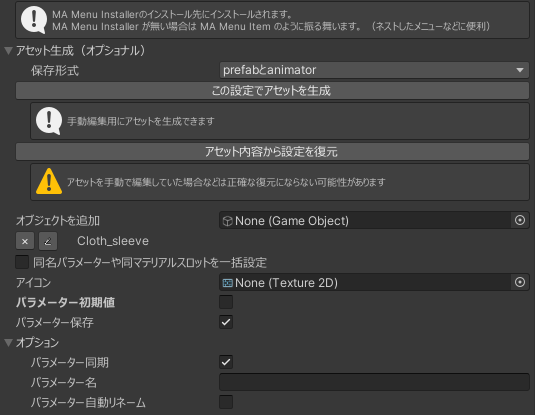 MA Menu Installerのインストール先にインストールされます。
MA Menu Installer が無い場合は MA Menu Item のように振る舞います。 （ネストしたメニューなどに便利）
アセット生成（オプショナル）
保存形式 prefabとanimator
この設定でアセットを生成
手動編集用にアセットを生成できます
アセット内容から設定を復元
アセットを手動で編集していた場合などは正確な復元にならない可能性があります
オブジェクトを追加 None (Game Object)
× Cloth_sleeve
同名パラメーターや同マテリアルスロットを一括設定
アイコン None (Texture 2D)
パラメーター初期値
パラメーター保存
オプション
パラメーター同期
パラメーター名
パラメーター自動リネーム